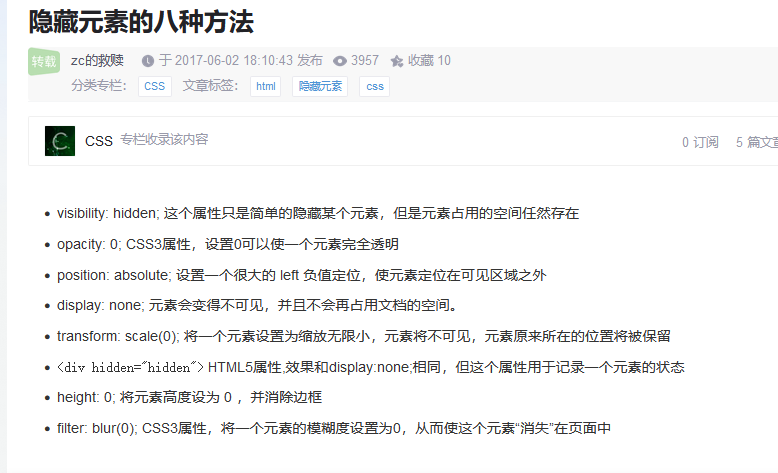 隐藏元素的八种方法
转载 zc的救赎 于 2017-06-02 18:10:43 发布 3957 收藏 10
分类专栏： CSS 文章标签： html 隐藏元素 css
CSS 专栏收录该内容 0 订阅 5 篇文章
visibility: hidden; 这个属性只是简单的隐藏某个元素，但是元素占用的空间任然存在
opacity: 0; CSS3属性，设置0可以使一个元素完全透明
position: absolute; 设置一个很大的 left 负值定位，使元素定位在可见区域之外
display: none; 元素会变得不可见，并且不会再占用文档的空间。
transform: scale(0); 将一个元素设置为缩放无限小，元素将不可见，元素原来所在的位置将被保留
<div hidden="hidden"> HTML5属性,效果和display:none;相同，但这个属性用于记录一个元素的状态
height: 0; 将元素高度设为 0 ，并消除边框
filter: blur(0); CSS3属性，将一个元素的模糊度设置为0，从而使这个元素“消失”在页面中